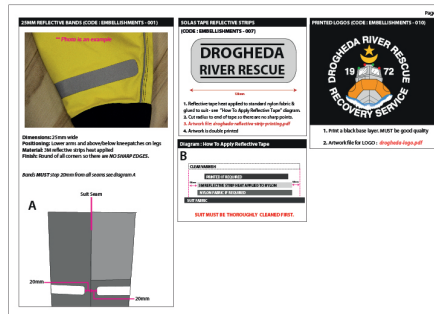 Page
25MM REFLECTIVE BANDS (CODE : EMBELLISHMENTS - 001)
** Photo is an example
Dimensions: 25mm wide
Positioning: Lower arms and above/below kneepatches on legs
Material: 3M reflective strips heat applied
Finish: Round of all corners so there are NO SHARP EDGES.
Bands MUST stop 20mm from all seams see diagram A
Suit Seam
A
20mm
20mm
SOLAS TAPE REFLECTIVE STRIPS
(CODE : EMBELLISHMENTS - 007)
DROGHEDA
RIVER RESCUE
1. Reflective tape heat applied to standard nylon fabric &
glued to suit - see "How To Apply Reflective Tape" diagram.
2. Cut radius to end of tape so there are no sharp points.
3. Artwork file: drogheda-reflective-strip-printing.pdf
4. Artwork is double printed
Diagram : How To Apply Reflective Tape
B
CLEAR VARNISH
PRINTED IF REQUIRED
SM REFLECTIVE STRIP HEAT APPLIED TO NYLON
NYLON FABRIC IF REQUIRED
SUIT FABRIC
SUIT MUST BE THOROUGHLY CLEANED FIRST.
PRINTED LOGOS (CODE : EMBELLISHMENTS - 010)
DROGHEDA RIVER RESCUE
19 72
RECOVERY SERVICE
1. Print a black base layer. MUST be good quality
2. Artwork file for LOGO : drogheda-logo.pdf